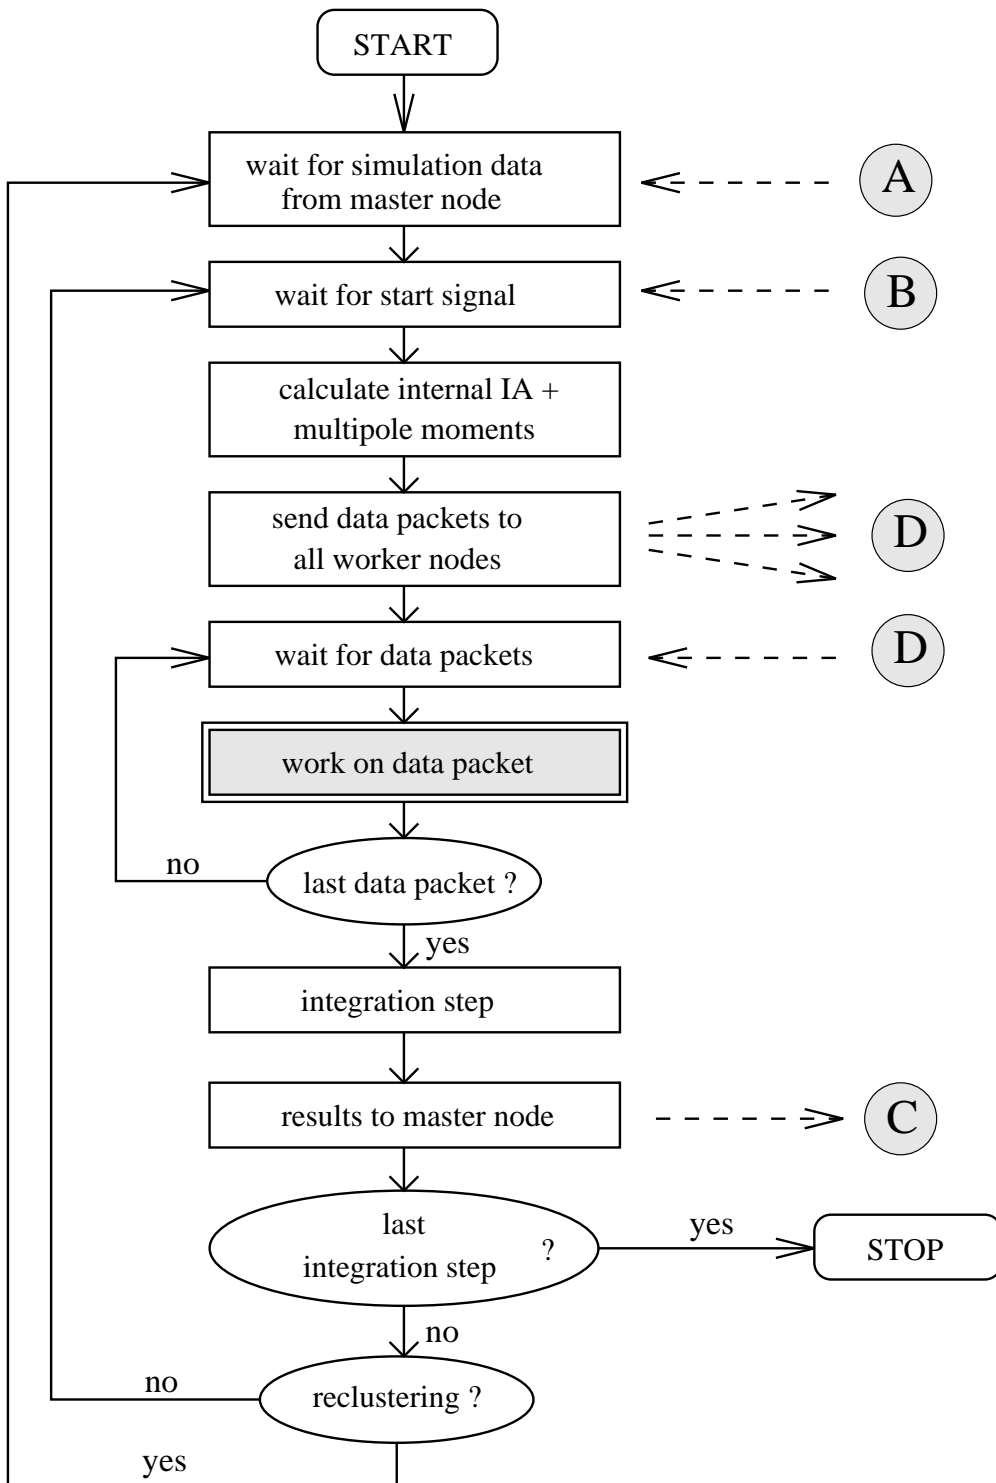 START
wait for simulation data
from master node
A
wait for start signal
B
calculate internal IA +
multipole moments
send data packets to
all worker nodes
D
wait for data packets
D
work on data packet
no
last data packet ?
yes
integration step
results to master node
C
last
integration step ?
yes
STOP
no
no
reclustering ?
yes